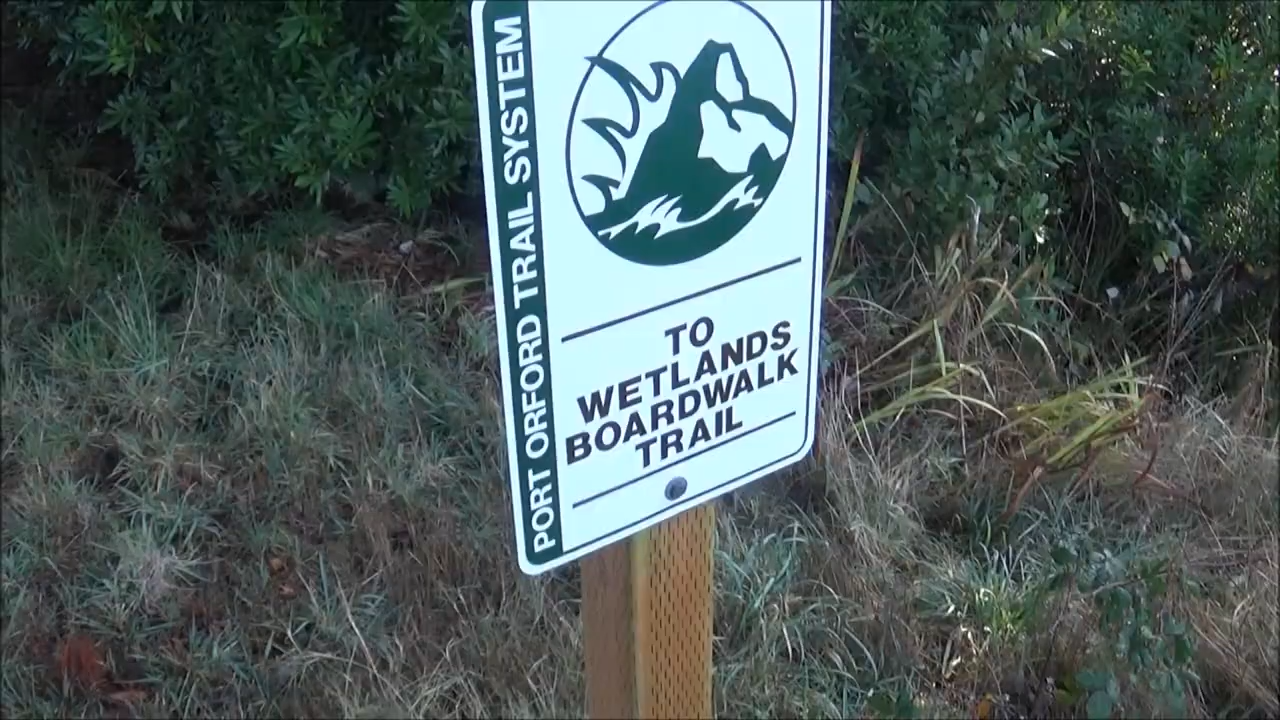 PORT ORFORD TRAIL SYSTEM
TO
WETLANDS
BOARDWALK
TRAIL